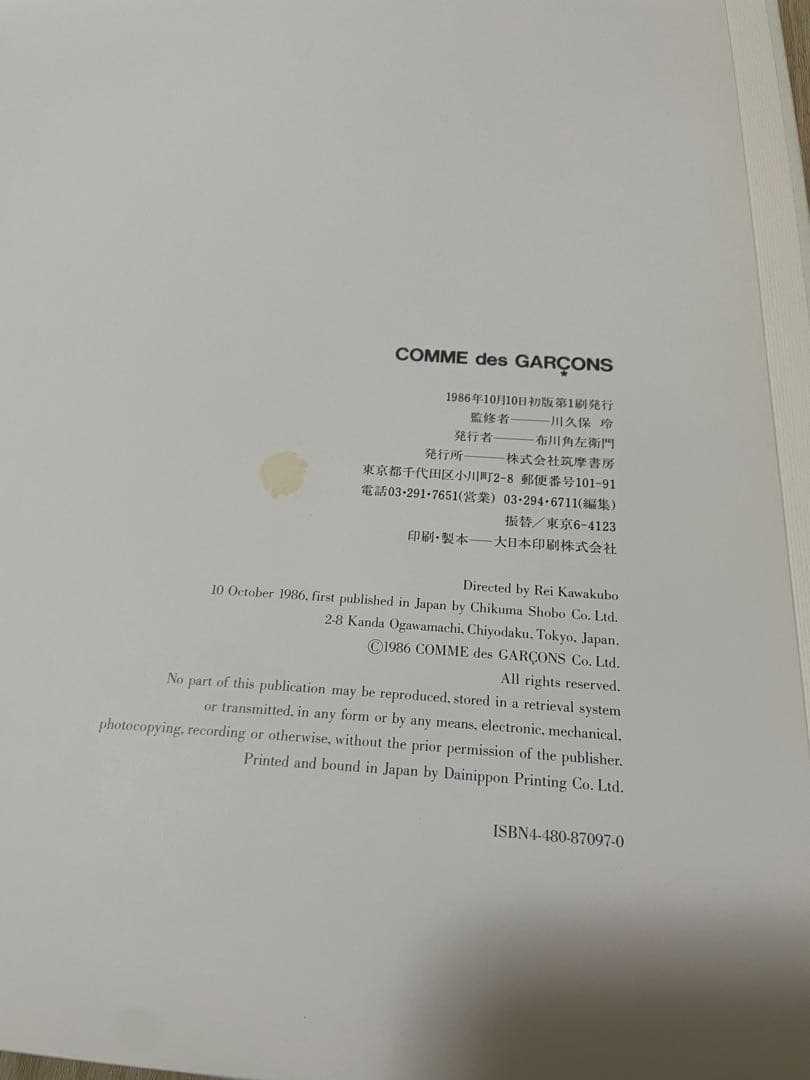 COMME des GARÇONS
1986年10月10日初版第1刷発行
監修者———川久保 玲
発行者———布川角左衛門
発行所———株式会社筑摩書房
東京都千代田区小川町2-8 郵便番号101-91
電話03・291・7651(営業) 03・294・6711(編集)
振替／東京6-4123
印刷・製本——大日本印刷株式会社
Directed by Rei Kawakubo
10 October 1986, first published in Japan by Chikuma Shobo Co. Ltd.
2-8 Kanda Ogawamachi, Chiyodaku, Tokyo, Japan.
©1986 COMME des GARÇONS Co. Ltd.
All rights reserved.
No part of this publication may be reproduced, stored in a retrieval system
or transmitted, in any form or by any means, electronic, mechanical,
photocopying, recording or otherwise, without the prior permission of the publisher.
Printed and bound in Japan by Dainippon Printing Co. Ltd.
ISBN4-480-87097-0